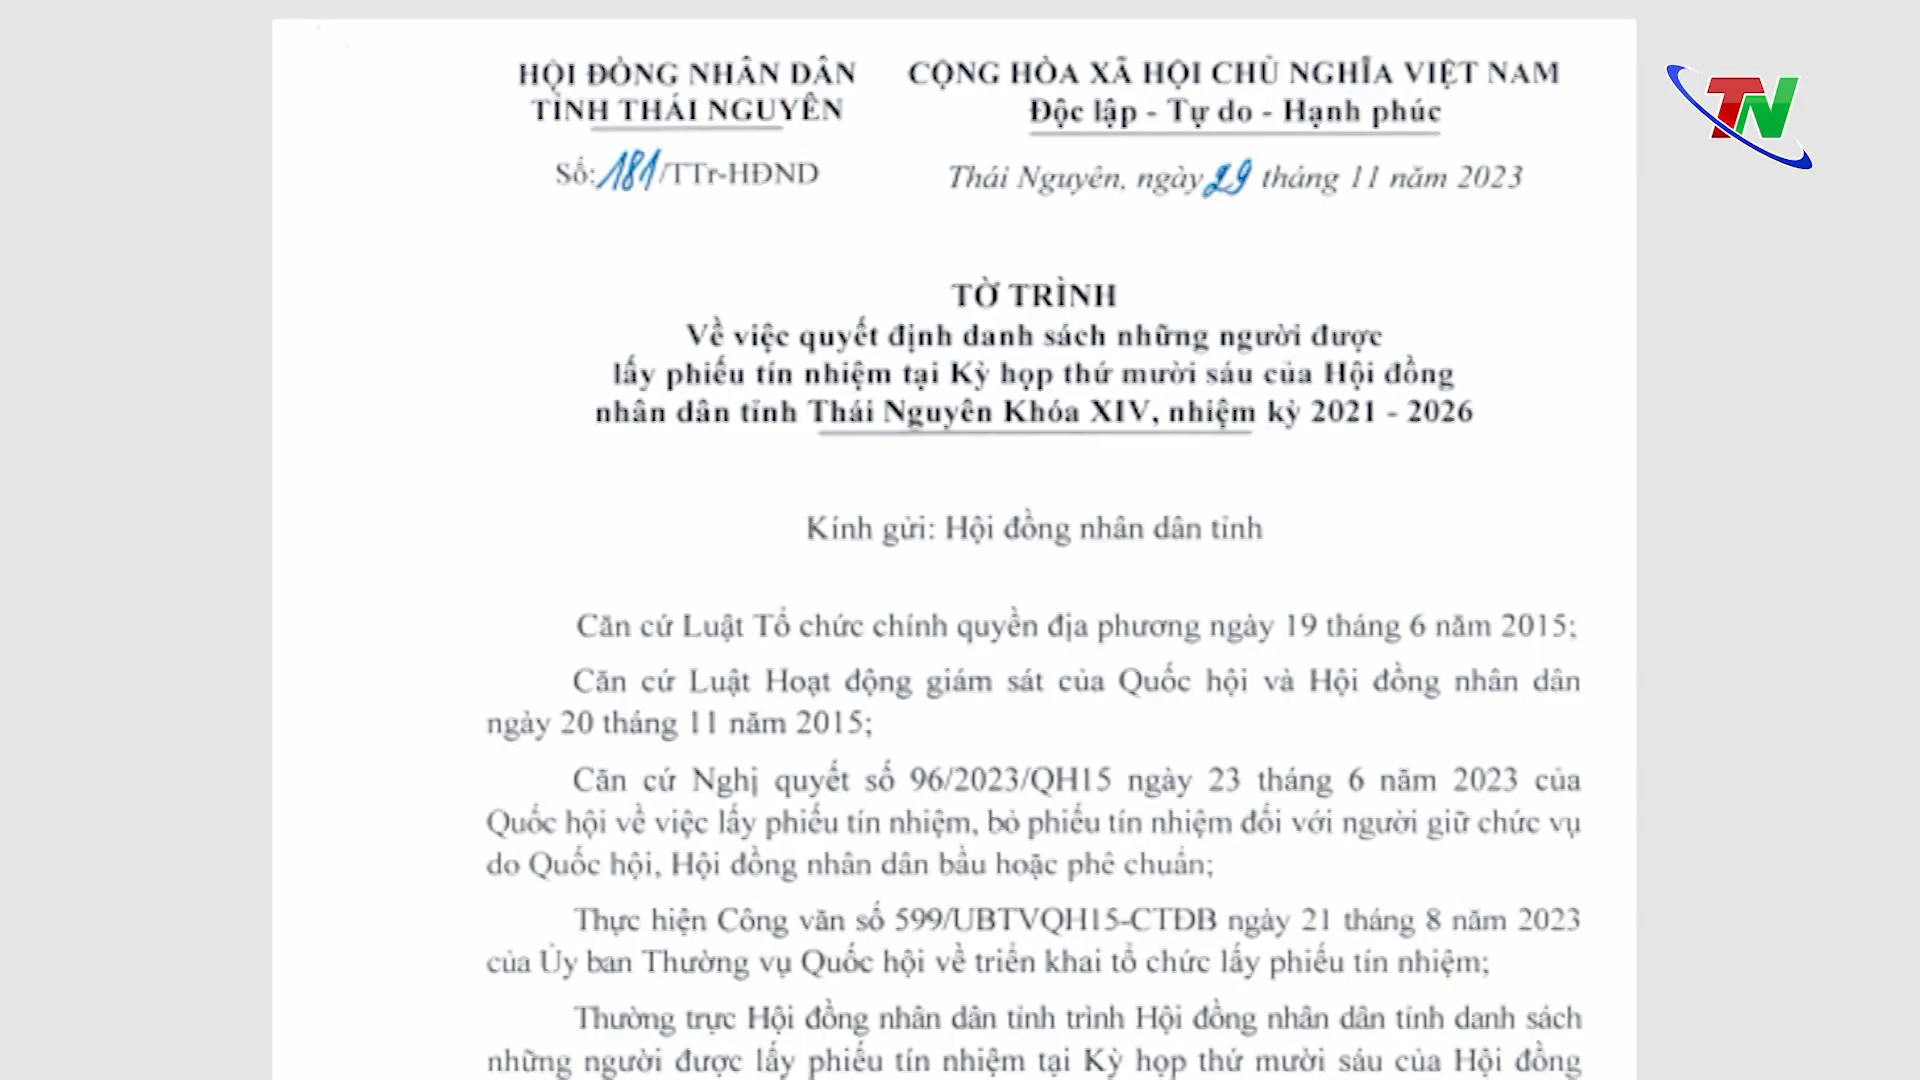 HỘI ĐỒNG NHÂN DÂN
TỈNH THÁI NGUYÊN
Số: 181/TTr-HĐND
CỘNG HÒA XÃ HỘI CHỦ NGHĨA VIỆT NAM
Độc lập - Tự do - Hạnh phúc
Thái Nguyên, ngày 29 tháng 11 năm 2023
TN
TỜ TRÌNH
Về việc quyết định danh sách những người được
lấy phiếu tín nhiệm tại Kỳ họp thứ mười sáu của Hội đồng
nhân dân tỉnh Thái Nguyên Khóa XIV, nhiệm kỳ 2021 - 2026
Kính gửi: Hội đồng nhân dân tỉnh
Căn cứ Luật Tổ chức chính quyền địa phương ngày 19 tháng 6 năm 2015;
Căn cứ Luật Hoạt động giám sát của Quốc hội và Hội đồng nhân dân
ngày 20 tháng 11 năm 2015;
Căn cứ Nghị quyết số 96/2023/QH15 ngày 23 tháng 6 năm 2023 của
Quốc hội về việc lấy phiếu tín nhiệm, bỏ phiếu tín nhiệm đối với người giữ chức vụ
do Quốc hội, Hội đồng nhân dân bầu hoặc phê chuẩn;
Thực hiện Công văn số 599/UBTVQH15-CTĐB ngày 21 tháng 8 năm 2023
của Ủy ban Thường vụ Quốc hội về triển khai tổ chức lấy phiếu tín nhiệm;
Thường trực Hội đồng nhân dân tỉnh trình Hội đồng nhân dân tỉnh danh sách
những người được lấy phiếu tín nhiệm tại Kỳ họp thứ mười sáu của Hội đồng